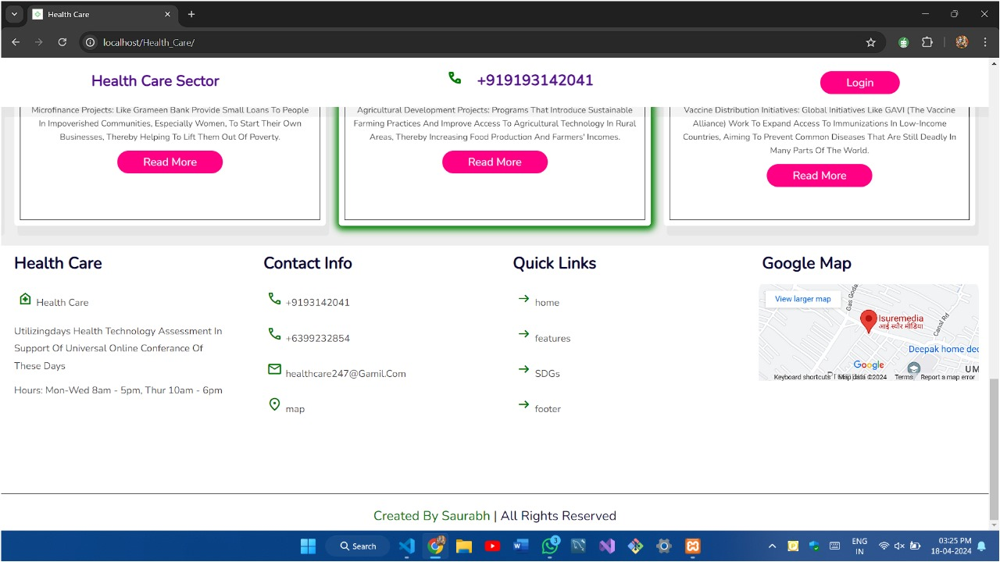 Health Care
localhost/Health_Care/
Health Care Sector
+919193142041
Login
Microfinance Projects: Like Grameen Bank Provide Small Loans To People
In Impoverished Communities, Especially Women, To Start Their Own
Businesses, Thereby Helping To Lift Them Out Of Poverty.
Read More
Agricultural Development Projects: Programs That Introduce Sustainable
Farming Practices And Improve Access To Agricultural Technology In Rural
Areas, Thereby Increasing Food Production And Farmers' Incomes.
Read More
Vaccine Distribution Initiatives: Global Initiatives Like GAVI (The Vaccine
Alliance) Work To Expand Access To Immunizations In Low-Income
Countries, Aiming To Prevent Common Diseases That Are Still Deadly In
Many Parts Of The World.
Read More
Health Care
Health Care
Utilizingdays Health Technology Assessment In
Support Of Universal Online Conferance Of
These Days
Hours: Mon-Wed 8am - 5pm, Thur 10am - 6pm
Contact Info
+9193142041
+6399232854
healthcare247@Gamil.Com
map
Quick Links
home
features
SDGs
footer
Google Map
View larger map
Gas Goda
Isuremedia
आई स्यौर मीडिया
Canal Rd
Deepak home dec
Google
UM
Keyboard shortcuts
Map data ©2024
Terms
Report a map error
Created By Saurabh | All Rights Reserved
Search
3
ENG
IN
03:25 PM
18-04-2024